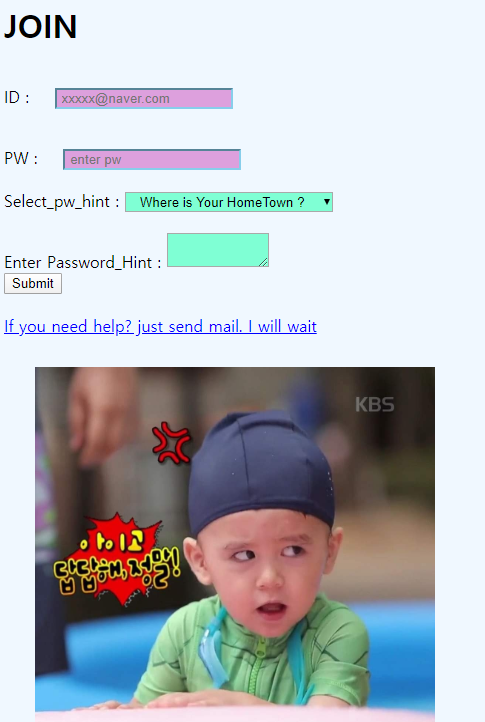 JOIN
ID : xxxxx@naver.com
PW : enter pw
Select_pw_hint : Where is Your HomeTown ?
Enter Password_Hint :
Submit
If you need help? just send mail. I will wait
KBS
아이고
답답해, 정말!